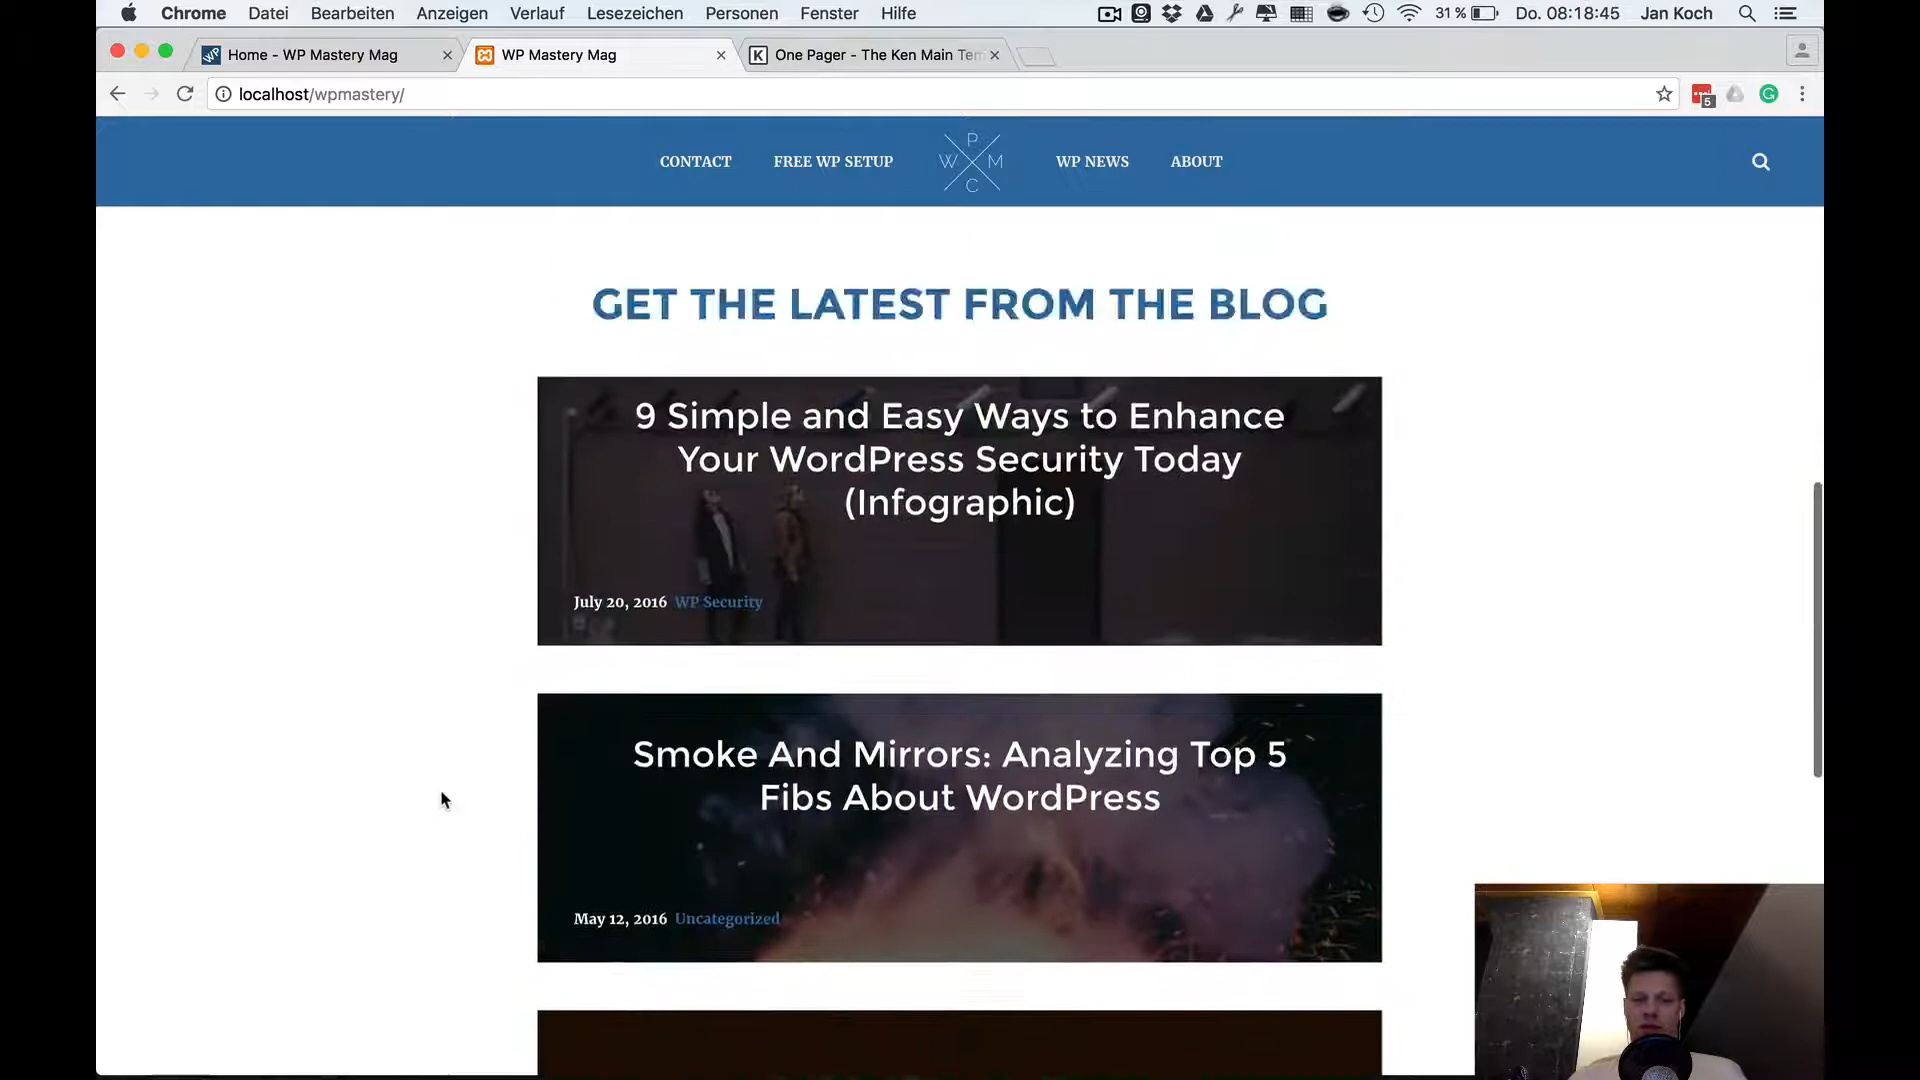 Chrome Datei Bearbeiten Anzeigen Verlauf Lesezeichen Personen Fenster Hilfe 31 % Do. 08:18:45 Jan Koch
WP Home - WP Mastery Mag WP Mastery Mag K One Pager - The Ken Main Tem
localhost/wpmastery/ 5
CONTACT FREE WP SETUP W P M C WP NEWS ABOUT
GET THE LATEST FROM THE BLOG
9 Simple and Easy Ways to Enhance
Your WordPress Security Today
(Infographic)
July 20, 2016 WP Security
Smoke And Mirrors: Analyzing Top 5
Fibs About WordPress
May 12, 2016 Uncategorized